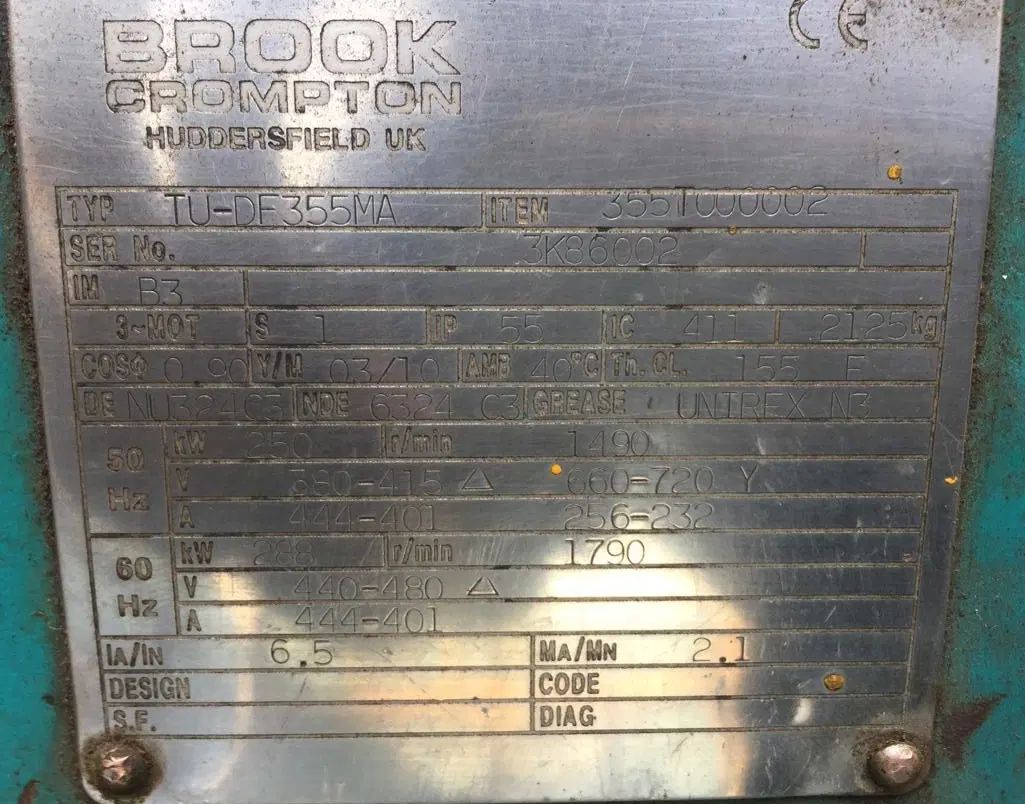 CE
BROOK
CROMPTON
HUDDERSFIELD UK
TYP TU-DF355MA ITEM 355T000002
SER No. 3K86002
IM B3
3~MOT S 1 IP 55 IC 411 2125kg
COSΦ 0.90 Y/M 03/10 AMB 40°C Th. CL. 155 F
DE NU324C3 NDE 6324 C3 GREASE UNIREX N3
50 Hz
kW 250 r/min 1490
V 380-415 △ 660-720 Y
A 444-401 256-232
60 Hz
kW 288 r/min 1790
V 440-480 △
A 444-401
IA/IN 6.5 MA/MN 2.1
DESIGN CODE
S.F. DIAG